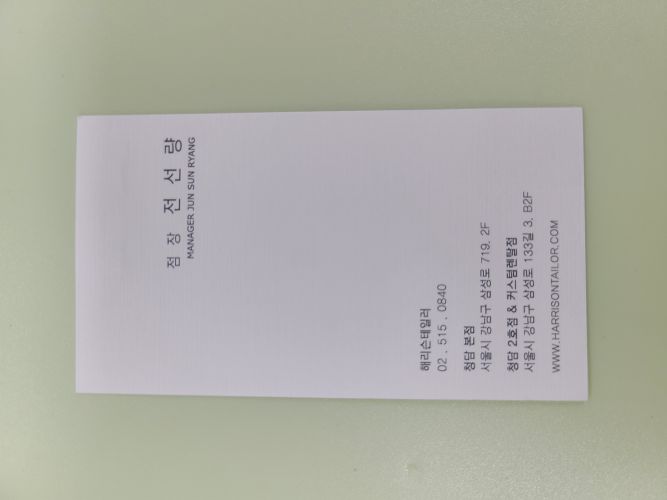 점 장 전 선 량
MANAGER JUN SUN RYANG
해리슨테일러
02 . 515 . 0840
청담 본점
서울시 강남구 삼성로 719, 2F
청담 2호점 & 커스텀렌탈점
서울시 강남구 삼성로 133길 3, B2F
WWW.HARRISONTAILOR.COM